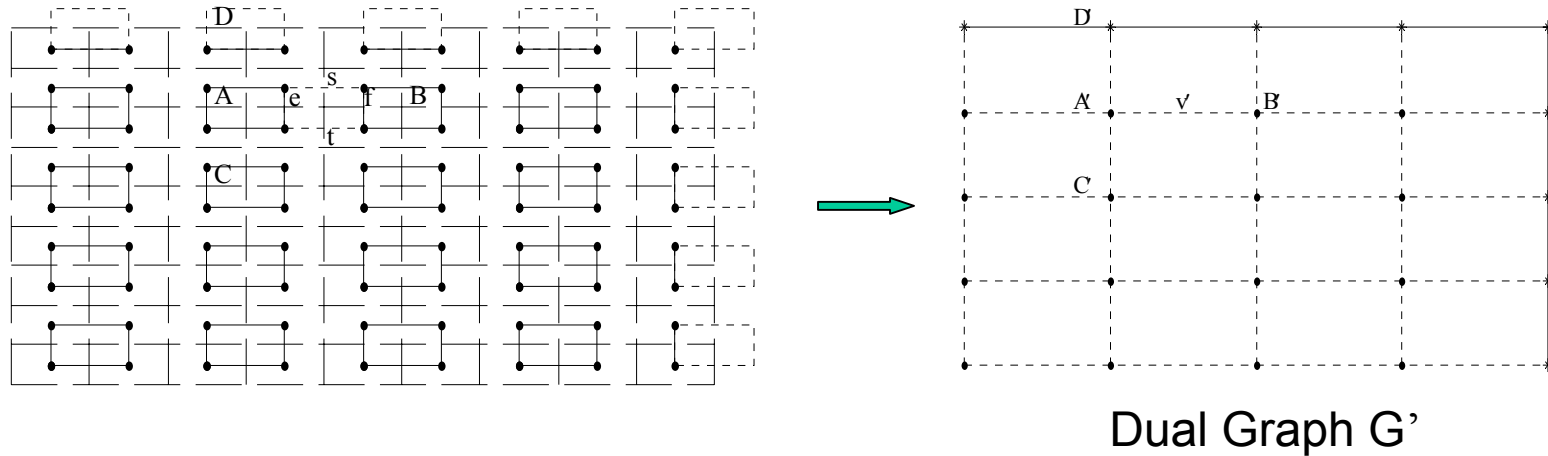 D
s
A e f B
t
C
D'
A' v' B'
C'
Dual Graph G’